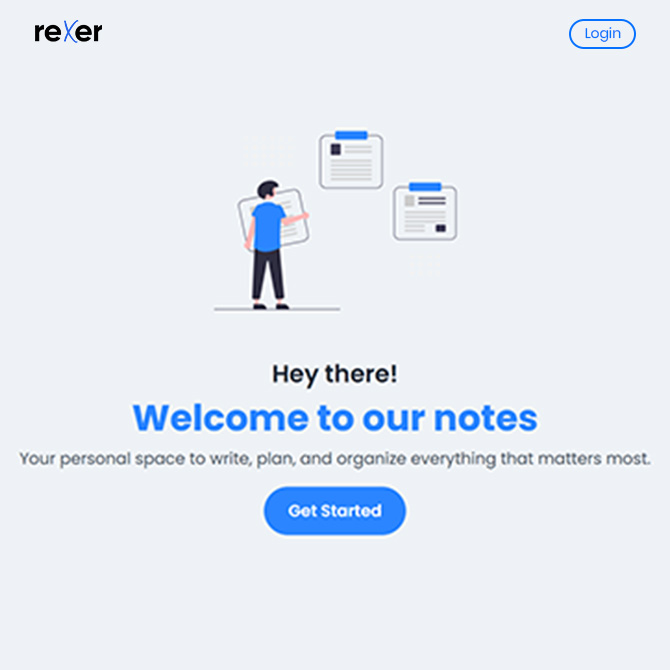 rexer
Login
Hey there!
Welcome to our notes
Your personal space to write, plan, and organize everything that matters most.
Get Started